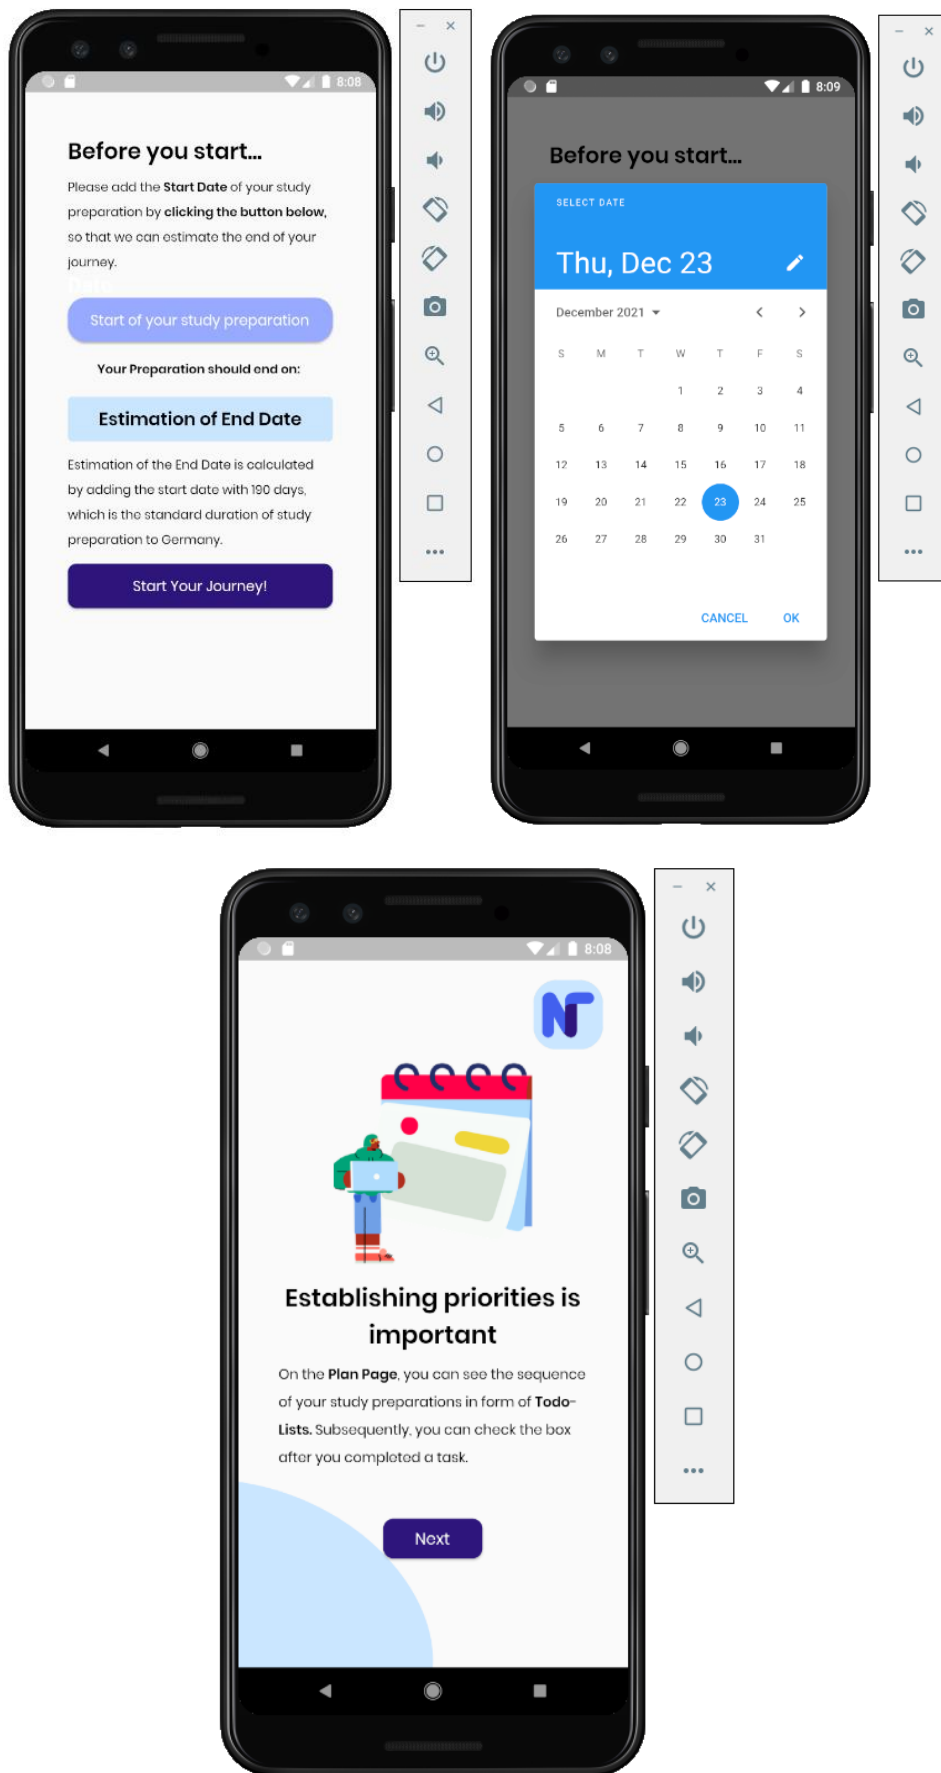 8:08
Before you start...
Please add the Start Date of your study
preparation by clicking the button below,
so that we can estimate the end of your
journey.
Date
Start of your study preparation
Your Preparation should end on:
Estimation of End Date
Estimation of the End Date is calculated
by adding the start date with 190 days,
which is the standard duration of study
preparation to Germany.
Start Your Journey!
8:09
Before you start...
SELECT DATE
Thu, Dec 23
December 2021
S M T W T F S
1 2 3 4
5 6 7 8 9 10 11
12 13 14 15 16 17 18
19 20 21 22 23 24 25
26 27 28 29 30 31
CANCEL OK
8:08
NT
Establishing priorities is
important
On the Plan Page, you can see the sequence
of your study preparations in form of Todo-
Lists. Subsequently, you can check the box
after you completed a task.
Next